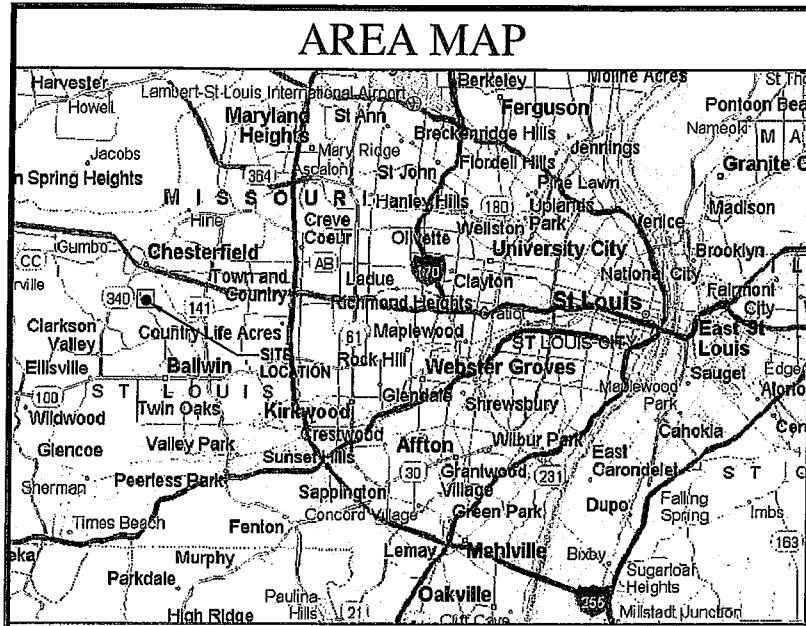 AREA MAP
Berkeley
Moline Acres
Harvester
Howell
Lambert-St-Louis International Airport
Ferguson
Maryland
Heights
St Ann
Breckenridge Hills
Jennings
Nameoki
M A
Jacobs
Mary Ridge
Ascalon
Flordell Hills
364
St John
Pine Lawn
n Spring Heights
MISSOURI
Hanley Hills
180
Uplands
Park
Madison
Hine
Creve
Coeur
Olivette
Wellston
Venice
Gumbo
Chesterfield
University City
Brooklyn
I L
CC
AB
170
National City
Town and
Country
Ladue
Clayton
Fairmont
City
rville
340
141
Richmond Heights
Gratiot
St Louis
Clarkson
Valley
Country Life Acres
61
Maplewood
ST LOUIS CITY
East St
Louis
SITE
LOCATION
Rock Hill
Ellisville
Ballwin
Webster Groves
Sauget
100
ST LOUIS
Glendale
Maplewood
Park
Wildwood
Twin Oaks
Kirkwood
Shrewsbury
Cahokia
Glencoe
Valley Park
Crestwood
Affton
Wilbur Park
East
Carondelet
Sunset Hills
S T
Sherman
Peerless Park
30
Grantwood
Village
231
Sappington
Dupo
Falling
Spring
Imbs
Times Beach
Fenton
Concord Village
Green Park
163
Murphy
Lemay
Mehlville
Bixby
Parkdale
Sugarloaf
Heights
Oakville
255
High Ridge
Paulina
Hills
21
Cliff Cave
Millstadt Junction